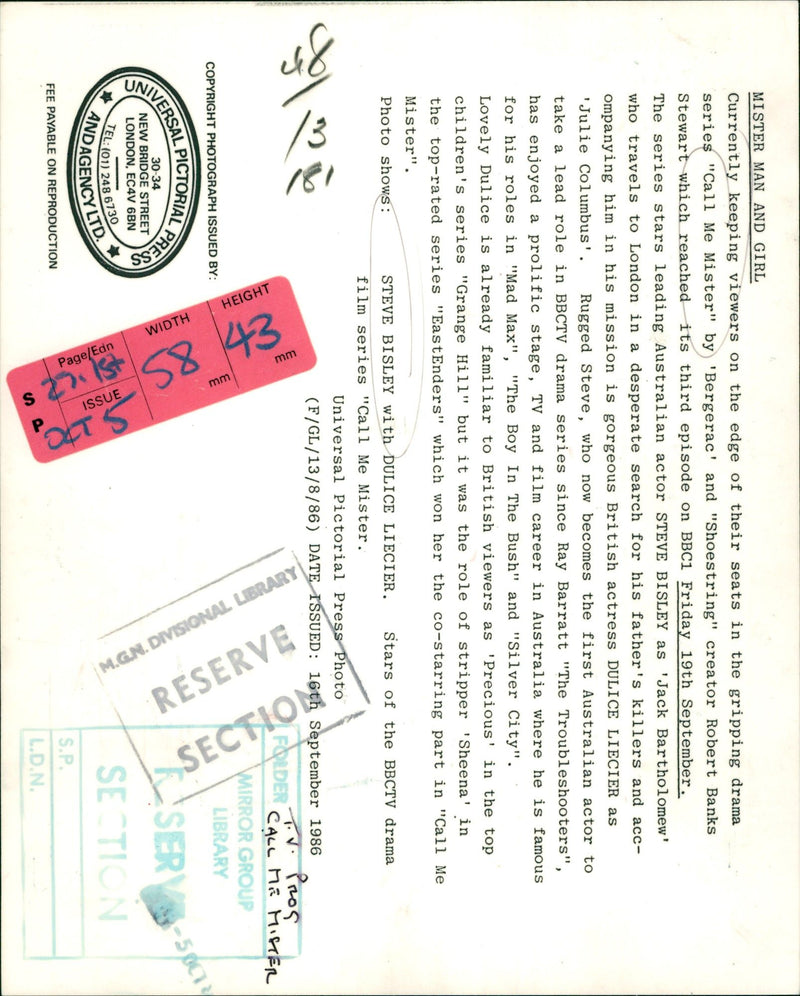 MISTER MAN AND GIRL
Currently keeping viewers on the edge of their seats in the gripping drama
series "Call Me Mister" by 'Bergerac' and "Shoestring" creator Robert Banks
Stewart which reached its third episode on BBC1 Friday 19th September.
The series stars leading Australian actor STEVE BISLEY as 'Jack Bartholomew'
who travels to London in a desperate search for his father's killers and acc-
ompanying him in his mission is gorgeous British actress DULICE LIECIER as
'Julie Columbus'. Rugged Steve, who now becomes the first Australian actor to
take a lead role in BBCTV drama series since Ray Barratt "The Troubleshooters",
has enjoyed a prolific stage, TV and film career in Australia where he is famous
for his roles in "Mad Max", "The Boy In The Bush" and "Silver City".
Lovely Dulice is already familiar to British viewers as 'Precious' in the top
children's series "Grange Hill" but it was the role of stripper 'Sheena' in
the top-rated series "EastEnders" which won her the co-starring part in "Call Me
Mister".
Photo shows: STEVE BISLEY with DULICE LIECIER. Stars of the BBCTV drama
film series "Call Me Mister.
Universal Pictorial Press Photo
(F/GL/13/8/86) DATE ISSUED: 16th September 1986
48/13/81
COPYRIGHT PHOTOGRAPH ISSUED BY:
UNIVERSAL PICTORIAL PRESS
AND AGENCY LTD.
30-34
NEW BRIDGE STREET
LONDON, EC4V 6BN
TEL: (01) 248 6730
FEE PAYABLE ON REPRODUCTION
S
P
Page/Edn
27. 1st
ISSUE
OCT 5
WIDTH
58 mm
HEIGHT
43 mm
M.G.N. DIVISIONAL LIBRARY
RESERVE
SECTION
FOLDER
T.V. Prog
CALL ME MISTER
MIRROR GROUP
LIBRARY
RESERVE
SECTION
S.P.
L.D.N.